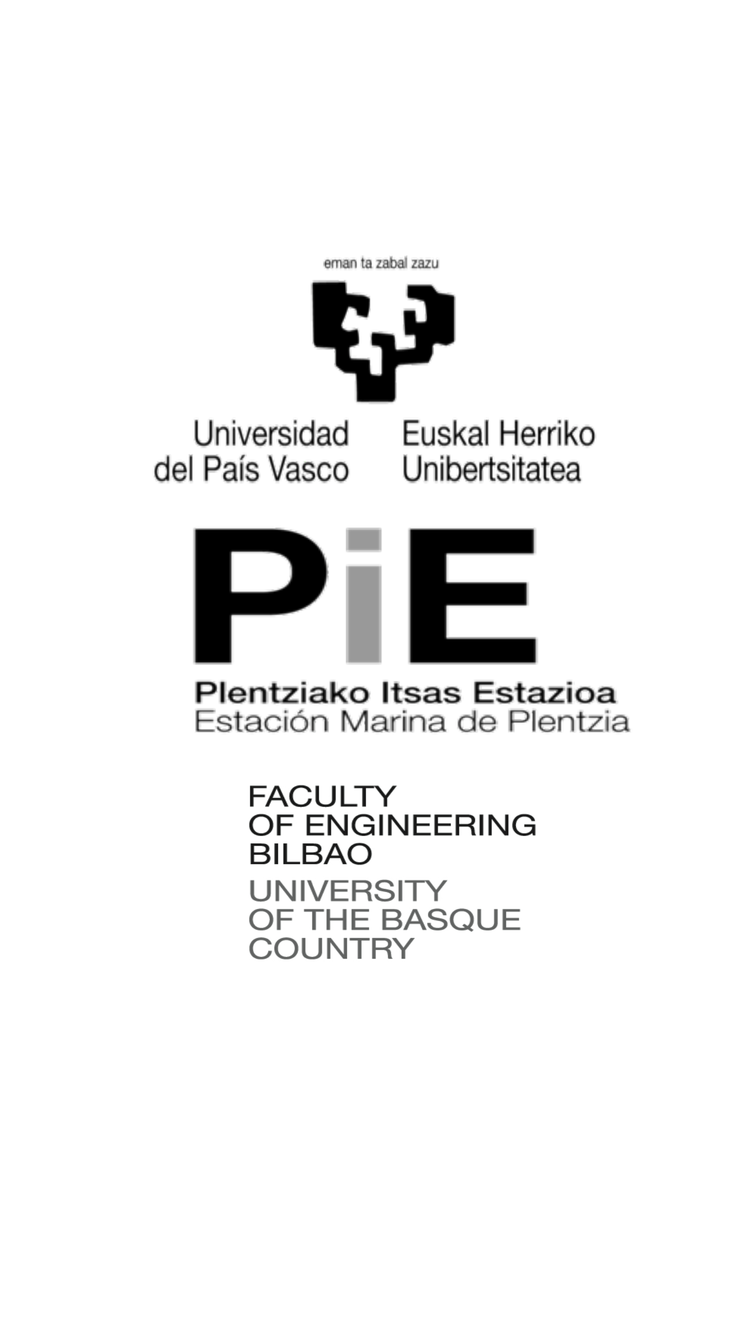 eman ta zabal zazu
Universidad
del País Vasco
Euskal Herriko
Unibertsitatea
PiE
Plentziako Itsas Estazioa
Estación Marina de Plentzia
FACULTY
OF ENGINEERING
BILBAO
UNIVERSITY
OF THE BASQUE
COUNTRY